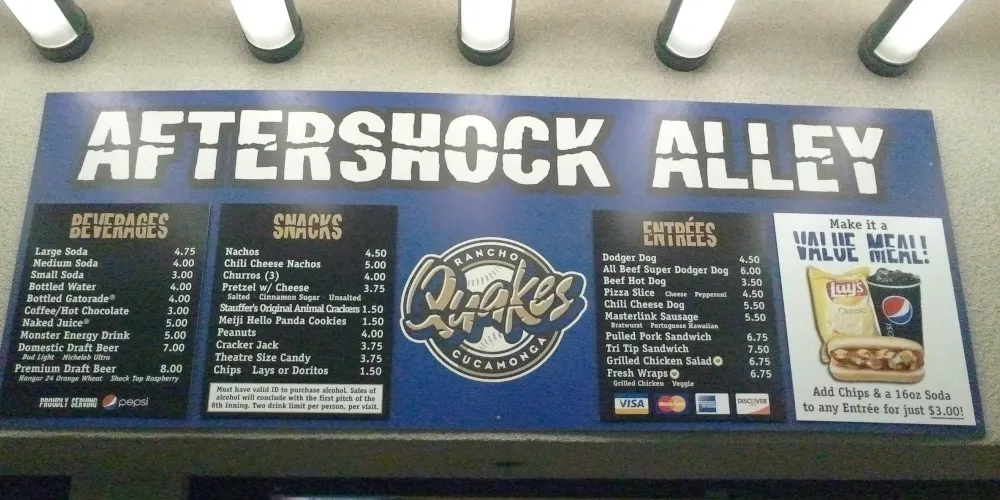 AFTERSHOCK ALLEY
BEVERAGES
Large Soda 4.75
Medium Soda 4.00
Small Soda 3.00
Bottled Water 4.00
Bottled Gatorade® 4.00
Coffee/Hot Chocolate 3.00
Naked Juice® 5.00
Monster Energy Drink 5.00
Domestic Draft Beer 7.00
Bud Light Micheleb Ultra
Premium Draft Beer 8.00
Hangar 24 Orange Wheat Shock Top Raspberry
PROUDLY SERVING pepsi
SNACKS
Nachos 4.50
Chili Cheese Nachos 5.00
Churros (3) 4.00
Pretzel w/ Cheese 3.75
Salted Cinnamon Sugar Unsalted
Stauffer's Original Animal Crackers 1.50
Meiji Hello Panda Cookies 1.50
Peanuts 4.00
Cracker Jack 3.75
Theatre Size Candy 3.75
Chips Lays or Doritos 1.50
Must have valid ID to purchase alcohol. Sales of
alcohol will conclude with the first pitch of the
8th Inning. Two drink limit per person, per visit.
RANCHO
Quakes
CUCAMONGA
ENTRÉES
Dodger Dog 4.50
All Beef Super Dodger Dog 6.00
Beef Hot Dog 3.50
Pizza Slice Cheese Pepperoni 4.50
Chili Cheese Dog 5.50
Masterlink Sausage 5.50
Bratwurst Portuguese Hawaiian
Pulled Pork Sandwich 6.75
Tri Tip Sandwich 7.50
Grilled Chicken Salad 6.75
Fresh Wraps 6.75
Grilled Chicken Veggie
VISA MasterCard AMERICAN EXPRESS DISCOVER
Make it a
VALUE MEAL!
Lay's
CLASSIC
pepsi
Add Chips & a 16oz Soda
to any Entrée for just $3.00!